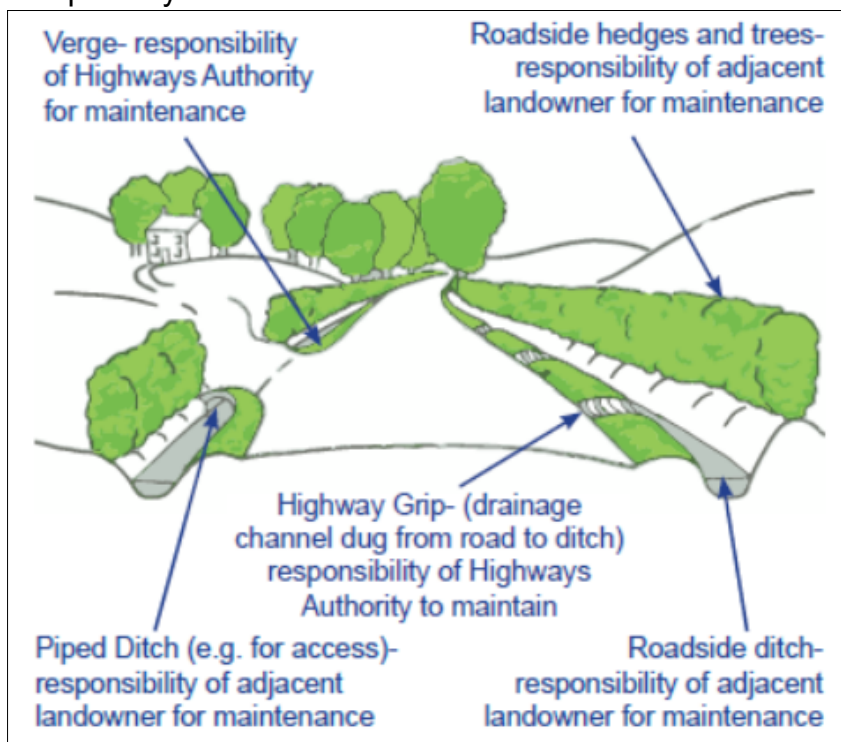 Verge- responsibility
of Highways Authority
for maintenance
Roadside hedges and trees-
responsibility of adjacent
landowner for maintenance
Highway Grip- (drainage
channel dug from road to ditch)
responsibility of Highways
Authority to maintain
Piped Ditch (e.g. for access)-
responsibility of adjacent
landowner for maintenance
Roadside ditch-
responsibility of adjacent
landowner for maintenance